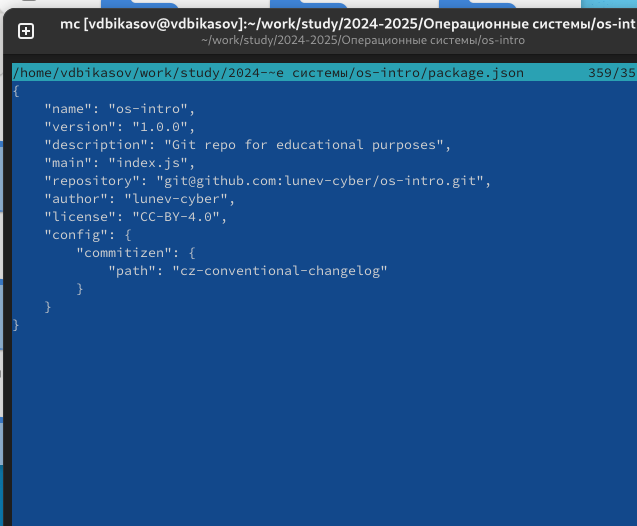 mc [vdbikasov@vdbikasov]:~/work/study/2024-2025/Операционные системы/os-int
~/work/study/2024-2025/Операционные системы/os-intro
/home/vdbikasov/work/study/2024-~е системы/os-intro/package.json 359/35
{
    "name": "os-intro",
    "version": "1.0.0",
    "description": "Git repo for educational purposes",
    "main": "index.js",
    "repository": "git@github.com:lunev-cyber/os-intro.git",
    "author": "lunev-cyber",
    "license": "CC-BY-4.0",
    "config": {
        "commitizen": {
            "path": "cz-conventional-changelog"
        }
    }
}